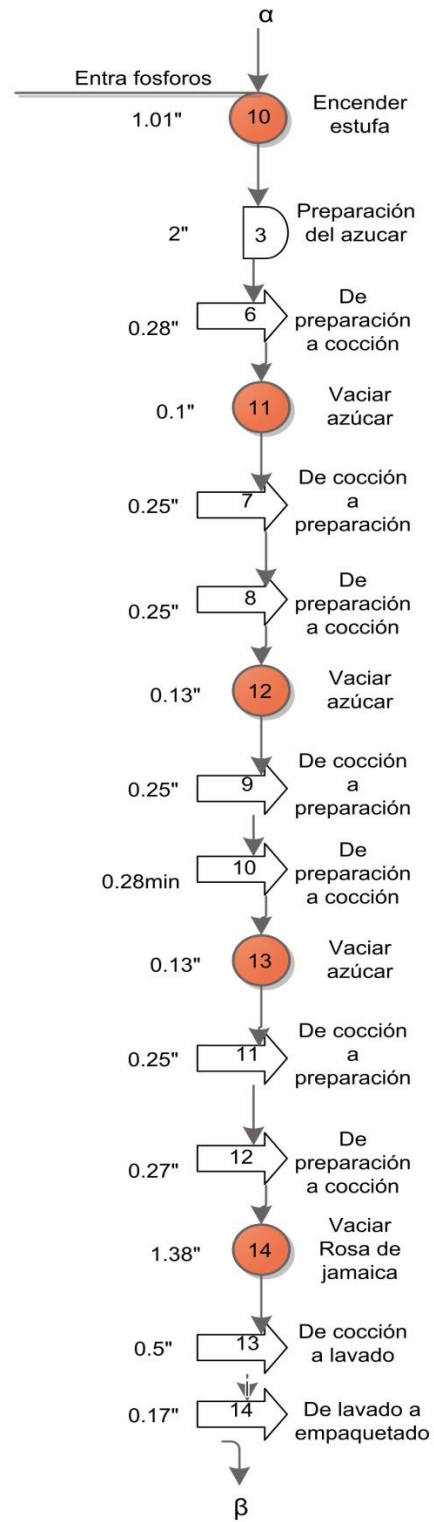 α
Entra fosforos
1.01"
10
Encender
estufa
2"
3
Preparación
del azucar
0.28"
6
De
preparación
a cocción
0.1"
11
Vaciar
azúcar
0.25"
7
De cocción
a
preparación
0.25"
8
De
preparación
a cocción
0.13"
12
Vaciar
azúcar
0.25"
9
De cocción
a
preparación
0.28min
10
De
preparación
a cocción
0.13"
13
Vaciar
azúcar
0.25"
11
De cocción
a
preparación
0.27"
12
De
preparación
a cocción
1.38"
14
Vaciar
Rosa de
jamaica
0.5"
13
De cocción
a lavado
0.17"
14
De lavado a
empaquetado
β